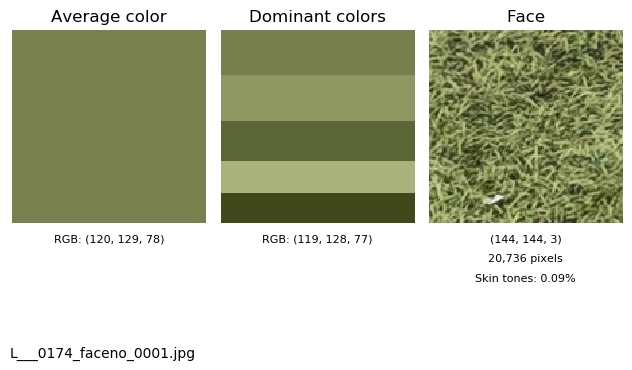 Average color
Dominant colors
Face
RGB: (120, 129, 78)
RGB: (119, 128, 77)
(144, 144, 3)
20,736 pixels
Skin tones: 0.09%
L___0174_faceno_0001.jpg